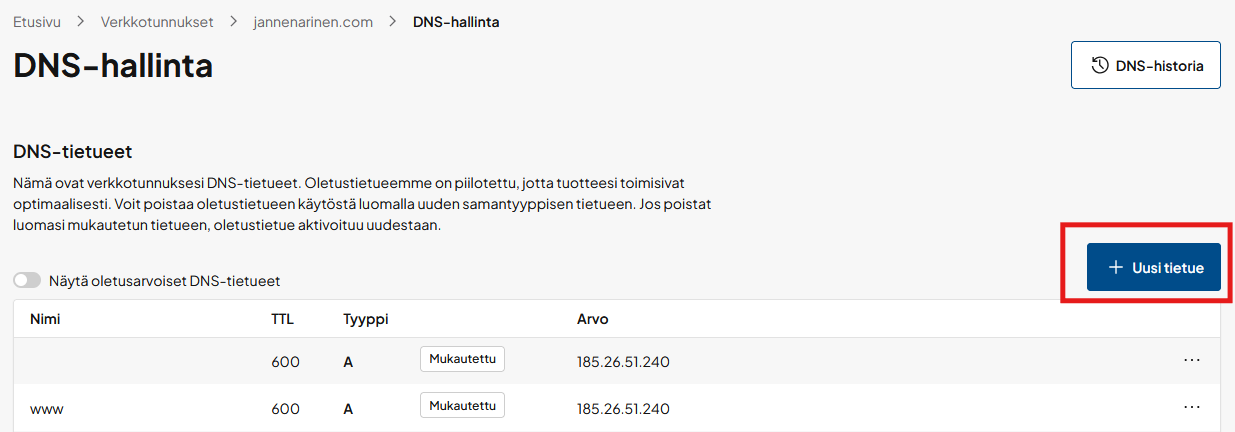 Etusivu > Verkkotunnukset > jannenarinen.com > DNS-hallinta
DNS-hallinta
DNS-historia
DNS-tietueet
Nämä ovat verkkotunnuksesi DNS-tietueet. Oletustietueemme on piilotettu, jotta tuotteesi toimisivat
optimaalisesti. Voit poistaa oletustietueen käytöstä luomalla uuden samantyyppisen tietueen. Jos poistat
luomasi mukautetun tietueen, oletustietue aktivoituu uudestaan.
+ Uusi tietue
Näytä oletusarvoiset DNS-tietueet
Nimi TTL Tyyppi Arvo
600 A Mukautettu 185.26.51.240 ...
www 600 A Mukautettu 185.26.51.240 ...